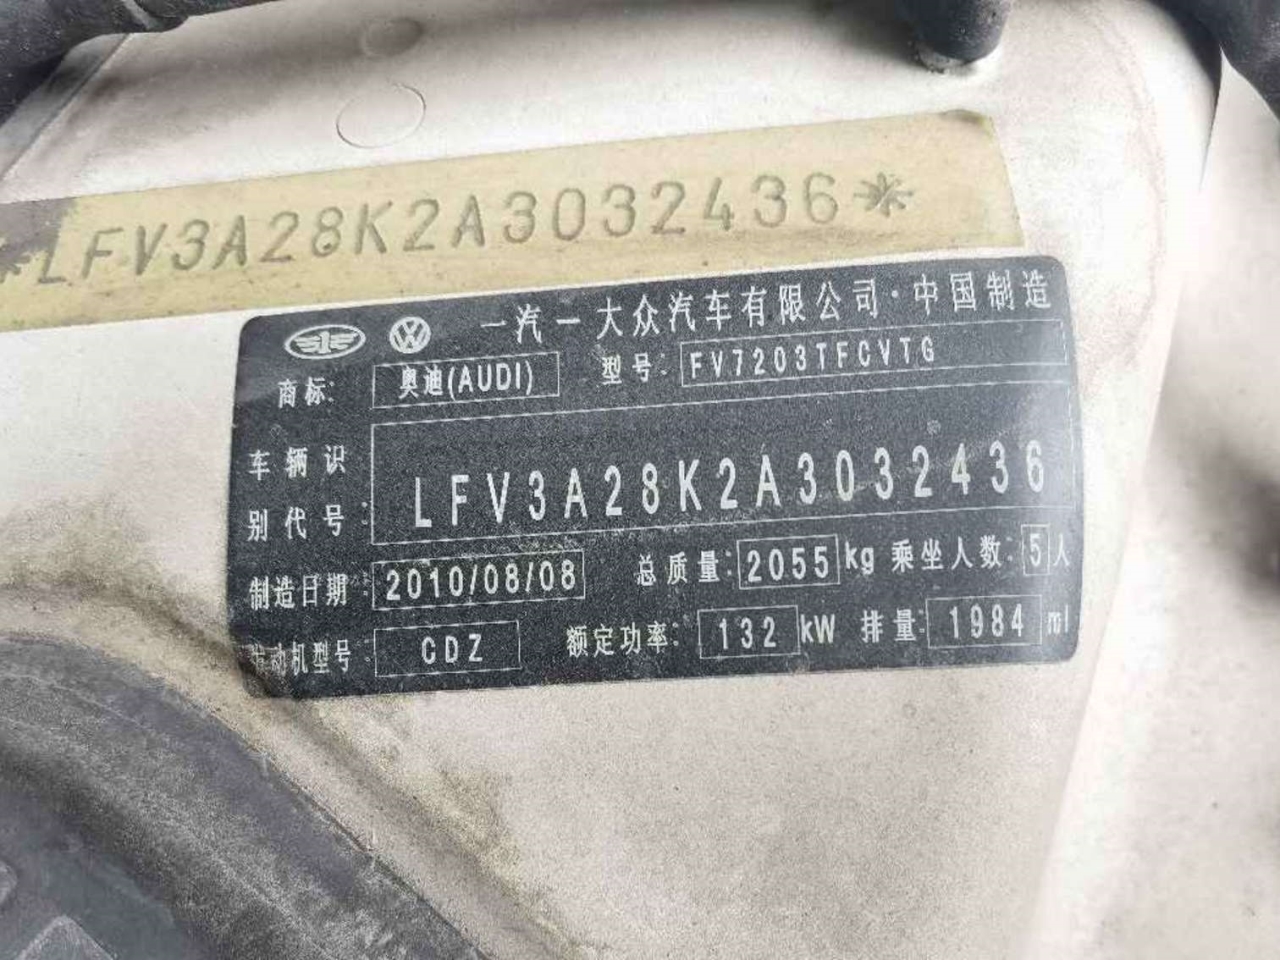 *LFV3A28K2A3032436*
一汽一大众汽车有限公司·中国制造
商标: 奥迪(AUDI) 型号: FV7203TFCVTG
车辆识
别代号: LFV3A28K2A3032436
制造日期: 2010/08/08 总质量: 2055 kg 乘坐人数: 5人
发动机型号: CDZ 额定功率: 132 kW 排量: 1984 ml